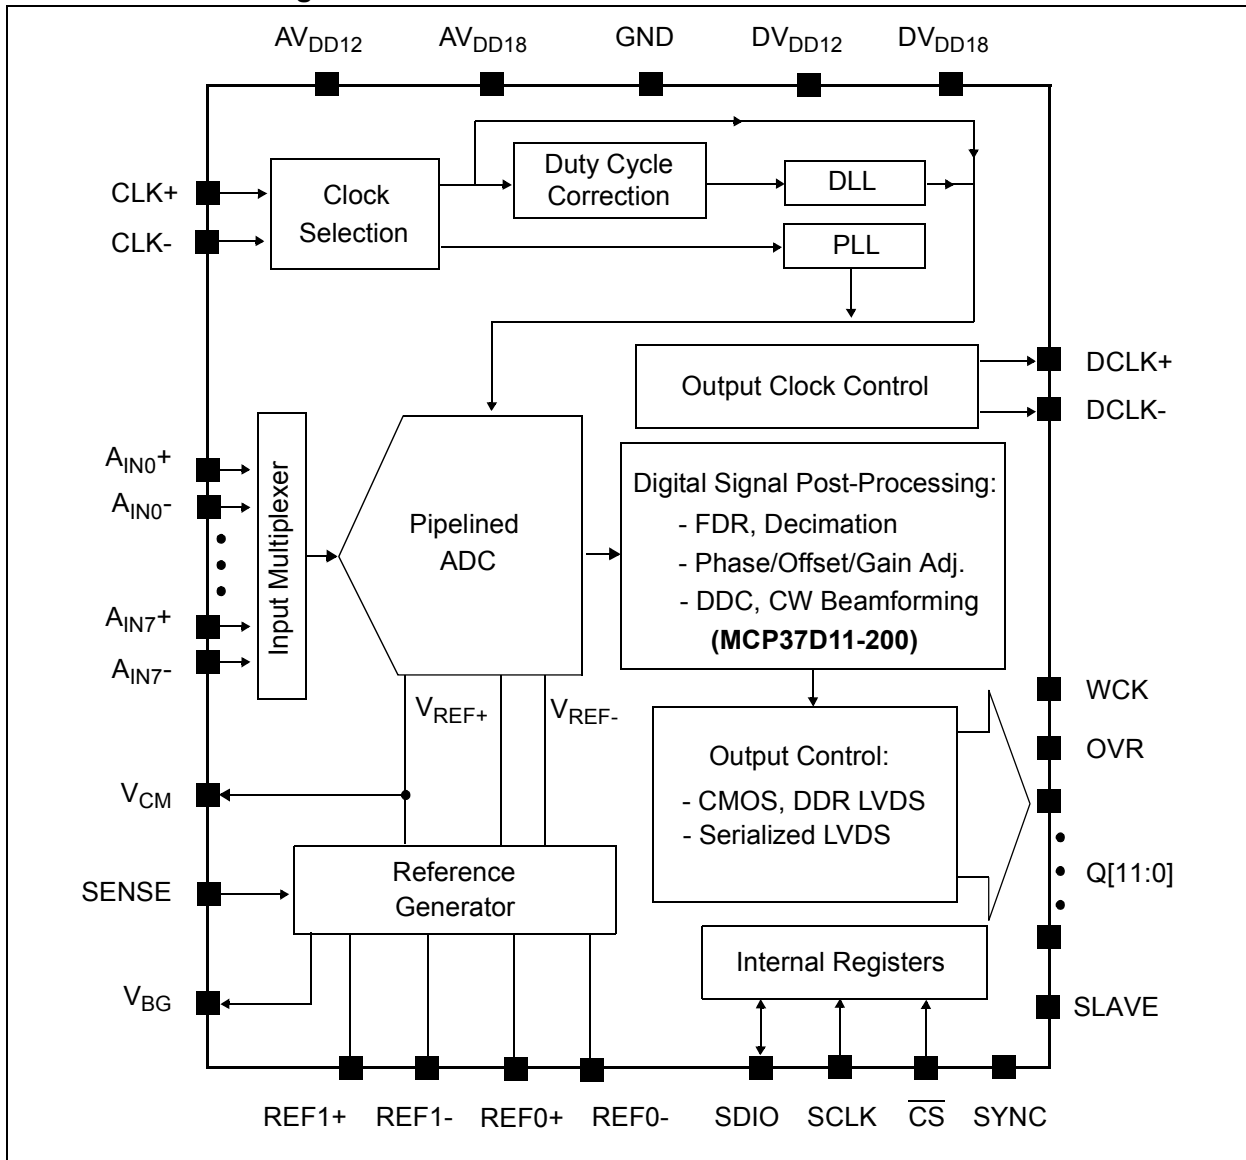 AVDD12 AVDD18 GND DVDD12 DVDD18
CLK+
CLK-
Clock
Selection
Duty Cycle
Correction
DLL
PLL
Output Clock Control
DCLK+
DCLK-
AIN0+
AIN0-
AIN7+
AIN7-
Input Multiplexer
Pipelined
ADC
Digital Signal Post-Processing:
- FDR, Decimation
- Phase/Offset/Gain Adj.
- DDC, CW Beamforming
(MCP37D11-200)
VREF+
VREF-
Output Control:
- CMOS, DDR LVDS
- Serialized LVDS
WCK
OVR
Q[11:0]
VCM
SENSE
VBG
Reference
Generator
Internal Registers
SLAVE
REF1+ REF1- REF0+ REF0- SDIO SCLK C̅S̅ SYNC